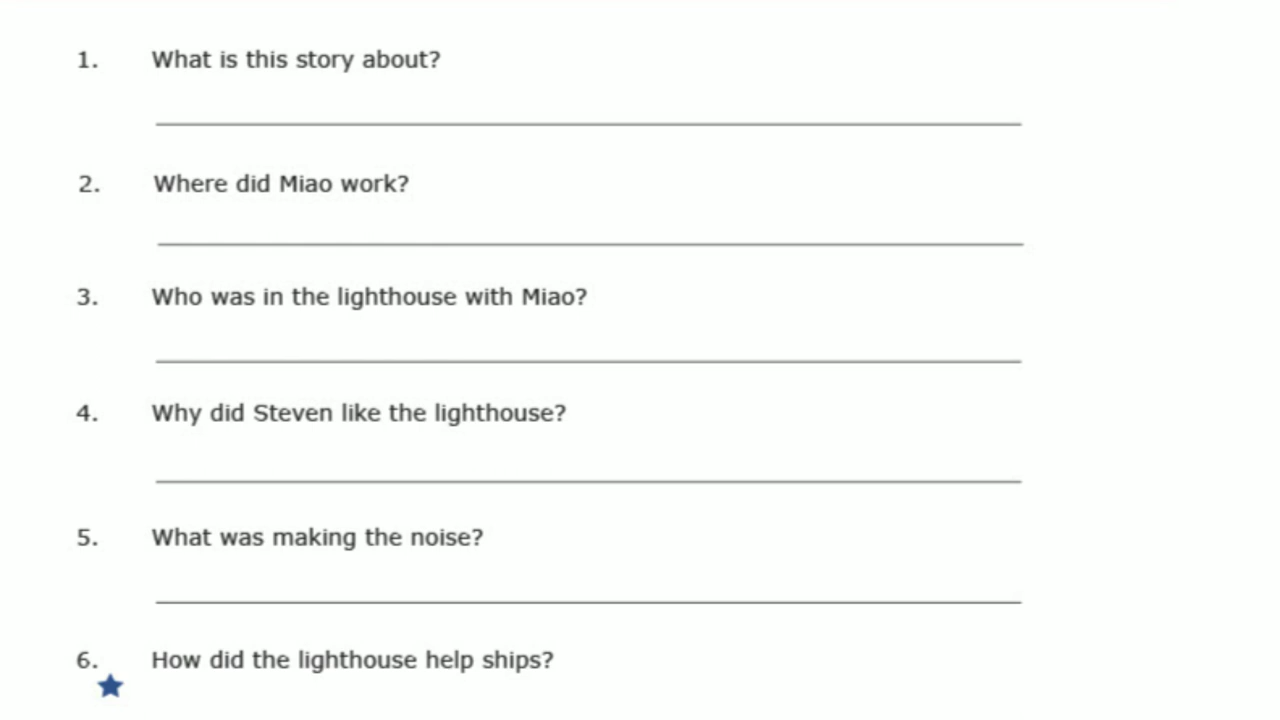 1. What is this story about?
2. Where did Miao work?
3. Who was in the lighthouse with Miao?
4. Why did Steven like the lighthouse?
5. What was making the noise?
6. How did the lighthouse help ships?